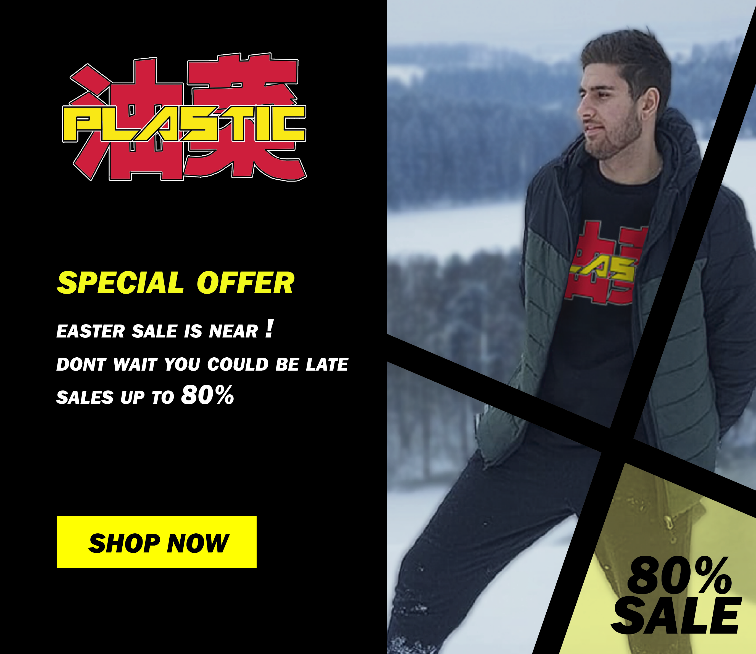 油菜
PLASTIC
SPECIAL OFFER
EASTER SALE IS NEAR !
DONT WAIT YOU COULD BE LATE
SALES UP TO 80%
SHOP NOW
LAS
80%
SALE